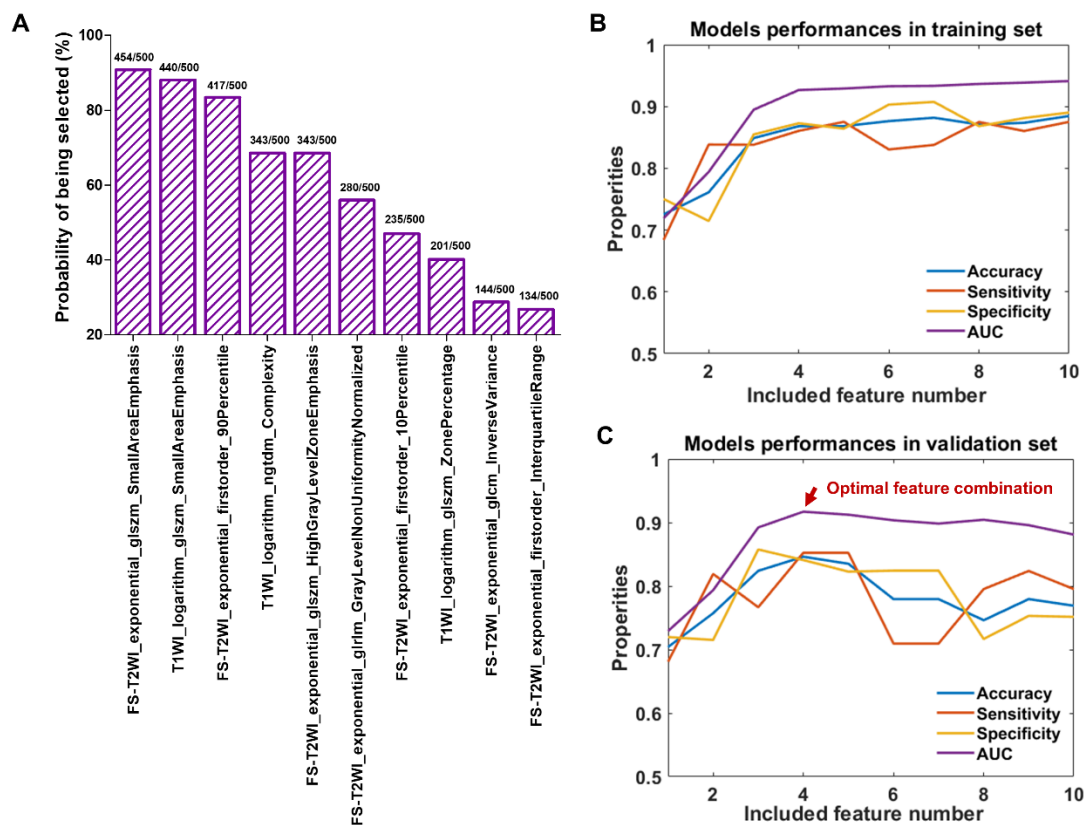 A
Probability of being selected (%)
100
80
60
40
20
454/500
440/500
417/500
343/500
343/500
280/500
235/500
201/500
144/500
134/500
FS-T2WI_exponential_glszm_SmallAreaEmphasis
T1WI_logarithm_glszm_SmallAreaEmphasis
FS-T2WI_exponential_firstorder_90Percentile
T1WI_logarithm_ngtdm_Complexity
FS-T2WI_exponential_glszm_HighGrayLevelZoneEmphasis
FS-T2WI_exponential_glrlm_GrayLevelNonUniformityNormalized
FS-T2WI_exponential_firstorder_10Percentile
T1WI_logarithm_glszm_ZonePercentage
FS-T2WI_exponential_glcm_InverseVariance
FS-T2WI_exponential_firstorder_InterquartileRange
B
Models performances in training set
Properities
1
0.9
0.8
0.7
0.6
0.5
Accuracy
Sensitivity
Specificity
AUC
2 4 6 8 10
Included feature number
C
Models performances in validation set
Properities
1
0.9
0.8
0.7
0.6
0.5
Optimal feature combination
Accuracy
Sensitivity
Specificity
AUC
2 4 6 8 10
Included feature number